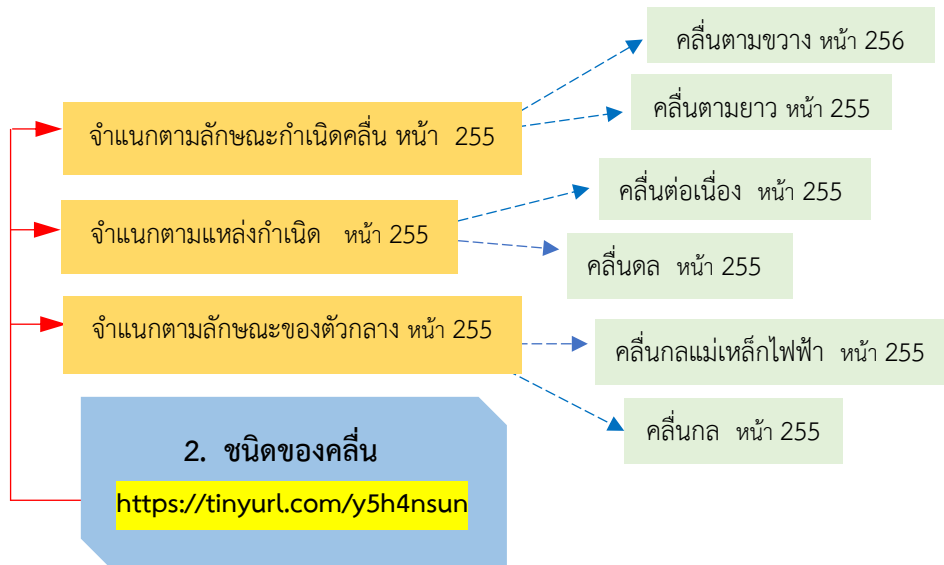 คลื่นตามขวาง หน้า 256
คลื่นตามยาว หน้า 255
จำแนกตามลักษณะกำเนิดคลื่น หน้า 255
คลื่นต่อเนื่อง หน้า 255
จำแนกตามแหล่งกำเนิด หน้า 255
คลื่นดล หน้า 255
จำแนกตามลักษณะของตัวกลาง หน้า 255
คลื่นกลแม่เหล็กไฟฟ้า หน้า 255
คลื่นกล หน้า 255
2. ชนิดของคลื่น
https://tinyurl.com/y5h4nsun